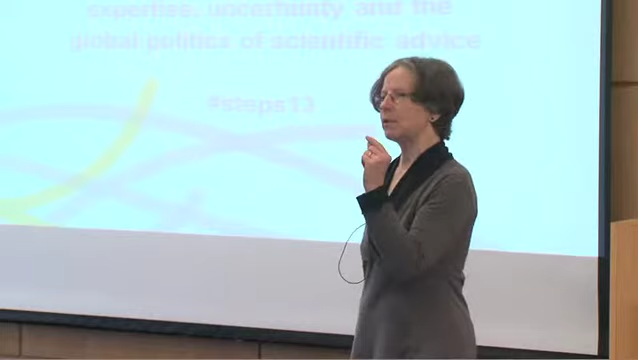 expertise, uncertainty and the
global politics of scientific advice
#steps13